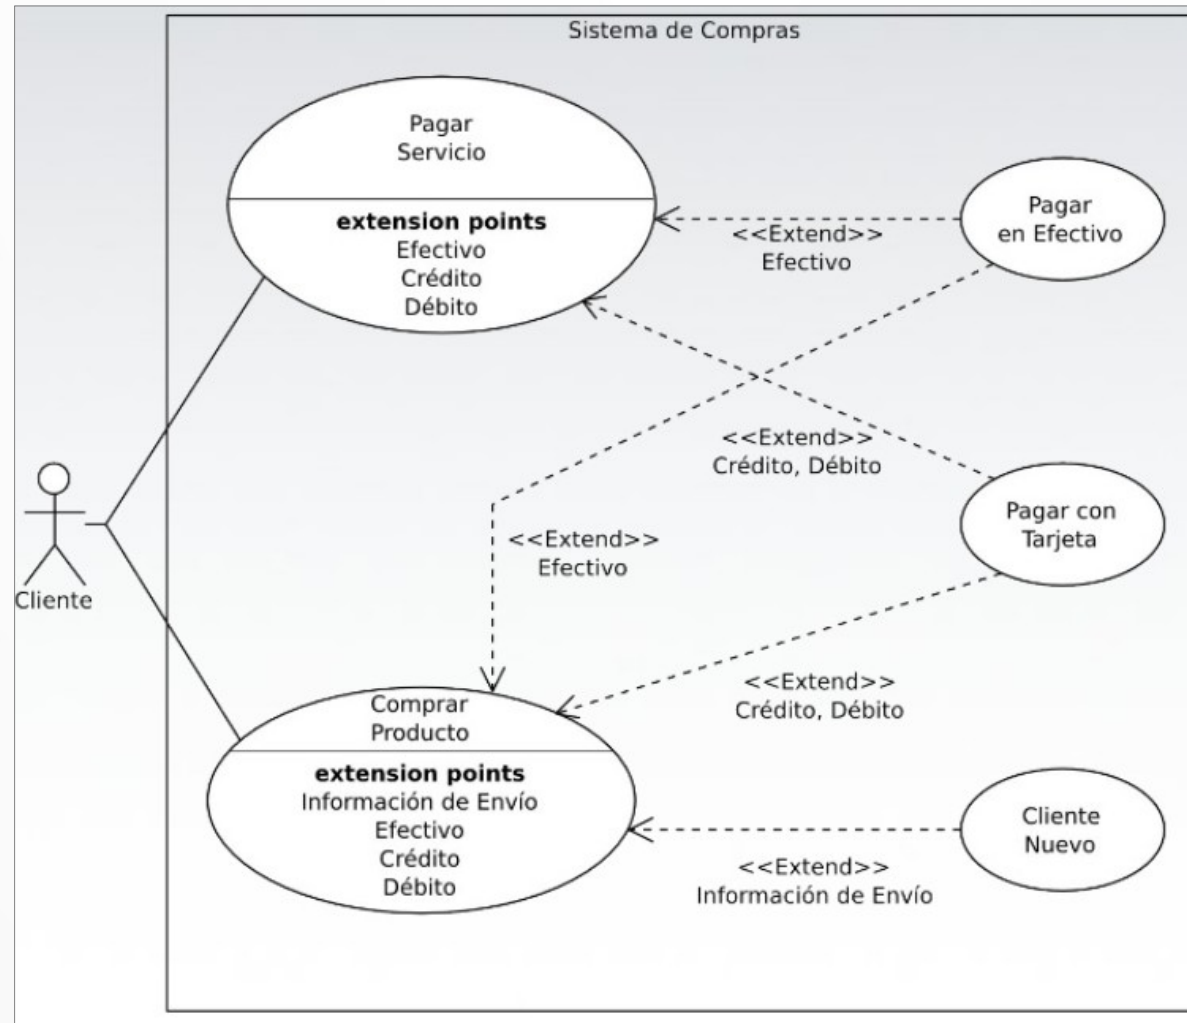 Sistema de Compras
Pagar
Servicio
extension points
Efectivo
Crédito
Débito
<<Extend>>
Efectivo
Pagar
en Efectivo
<<Extend>>
Crédito, Débito
Pagar con
Tarjeta
<<Extend>>
Efectivo
Cliente
Comprar
Producto
extension points
Información de Envío
Efectivo
Crédito
Débito
<<Extend>>
Crédito, Débito
Cliente
Nuevo
<<Extend>>
Información de Envío